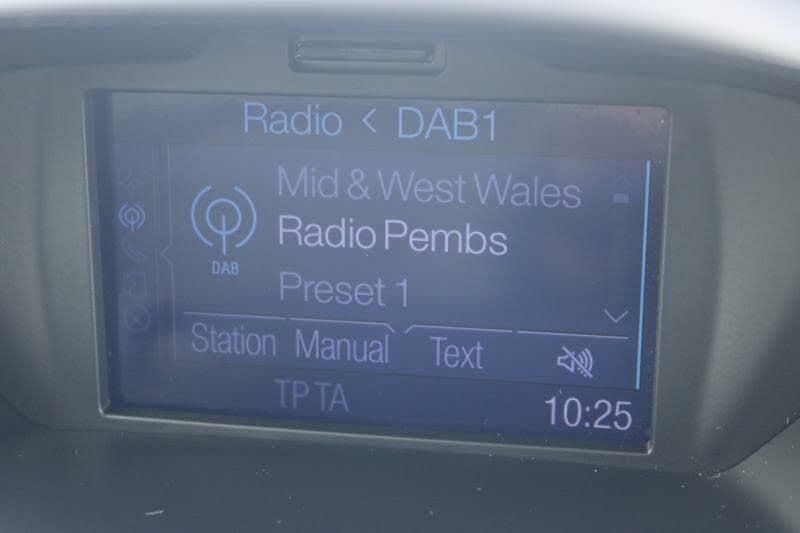 Radio < DAB1
Mid & West Wales
Radio Pembs
DAB
Preset 1
Station Manual Text
TP TA 10:25